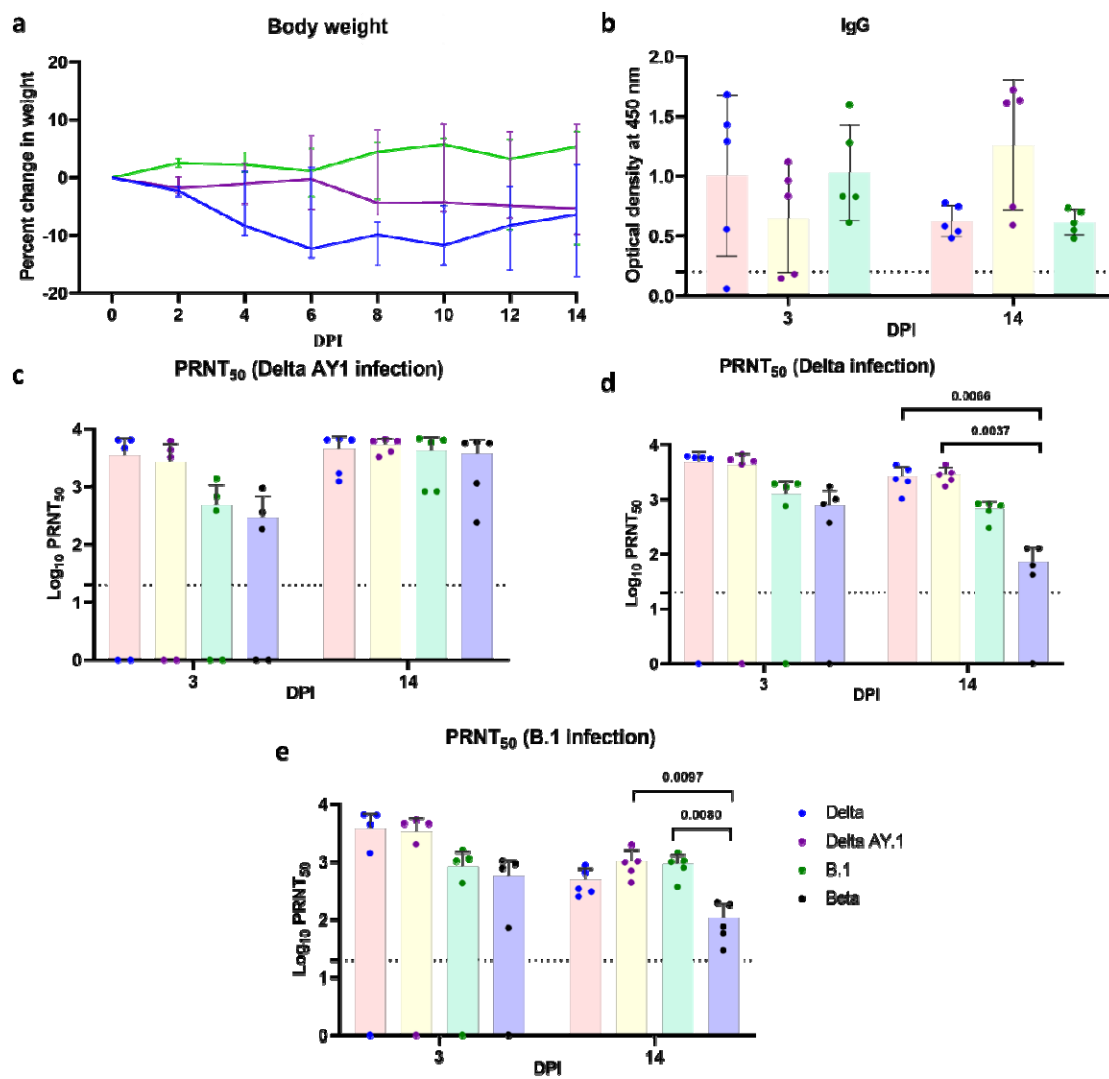 a
Body weight
Percent change in weight
20
10
0
-10
-20
0 2 4 6 8 10 12 14
DPI
b
IgG
Optical density at 450 nm
2.0
1.5
1.0
0.5
0.0
3 14
DPI
c
PRNT50 (Delta AY1 infection)
Log10 PRNT50
4
3
2
1
0
3 14
DPI
d
PRNT50 (Delta infection)
0.0066
0.0037
Log10 PRNT50
4
3
2
1
0
3 14
DPI
e
PRNT50 (B.1 infection)
0.0097
0.0080
Log10 PRNT50
4
3
2
1
0
3 14
DPI
Delta
Delta AY.1
B.1
Beta